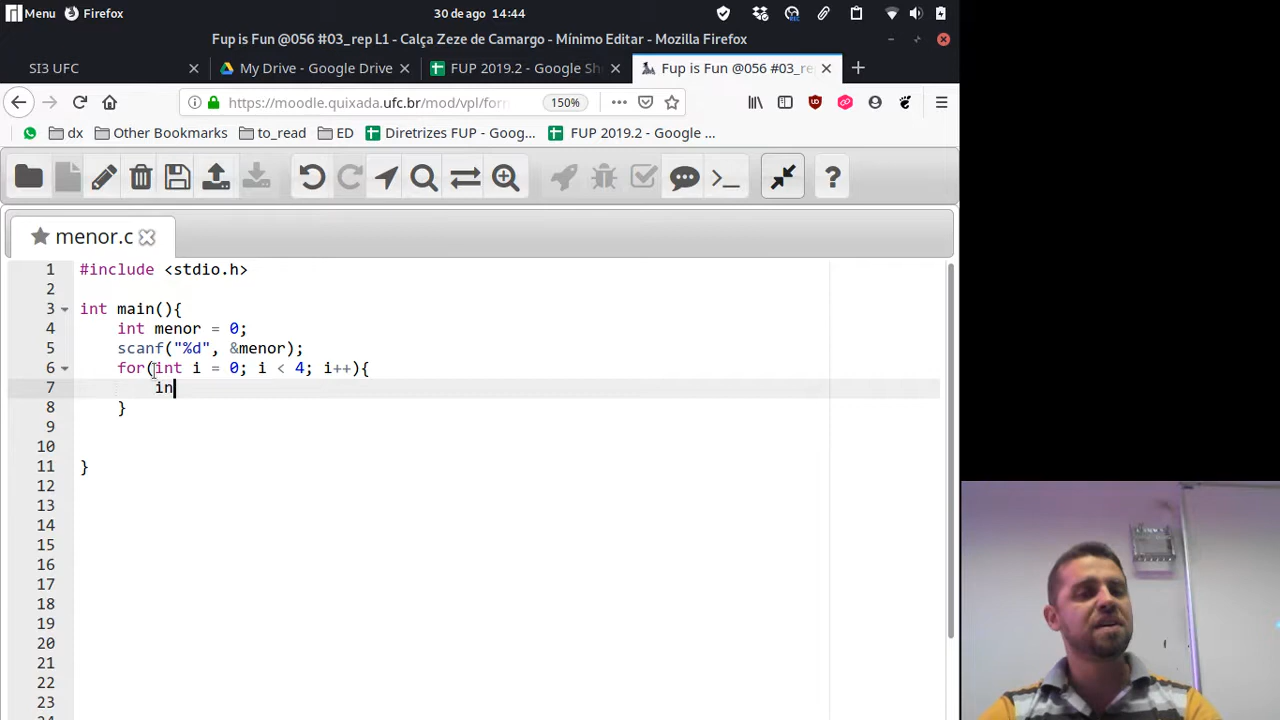 Menu Firefox 30 de ago 14:44
Fup is Fun @056 #03_rep L1 - Calça Zeze de Camargo - Mínimo Editar - Mozilla Firefox
SI3 UFC My Drive - Google Drive FUP 2019.2 - Google Sh Fup is Fun @056 #03_rep
https://moodle.quixada.ufc.br/mod/vpl/for 150%
dx Other Bookmarks to_read ED Diretrizes FUP - Goog... FUP 2019.2 - Google ...
menor.c
1 #include <stdio.h>
2
3 int main(){
4 int menor = 0;
5 scanf("%d", &menor);
6 for(int i = 0; i < 4; i++){
7 in
8 }
9
10
11 }
12
13
14
15
16
17
18
19
20
21
22
23